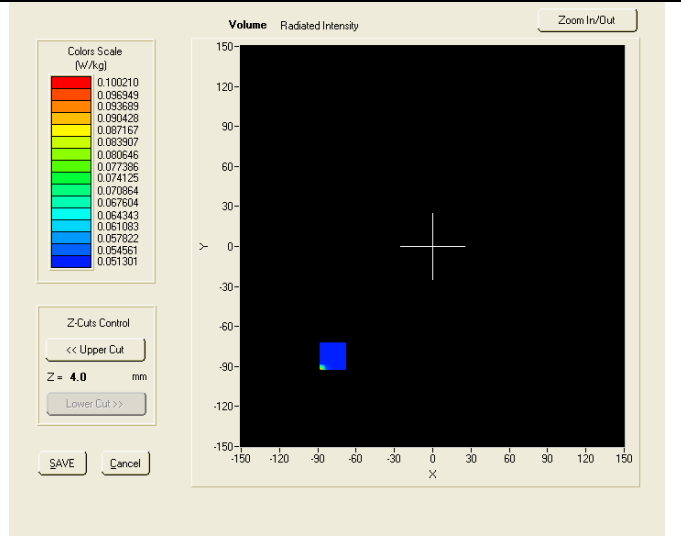 Volume Radiated Intensity
Zoom In/Out
Colors Scale
(W/kg)
0.100210
0.096949
0.093689
0.090428
0.087167
0.083907
0.080646
0.077386
0.074125
0.070864
0.067604
0.064343
0.061083
0.057822
0.054561
0.051301
Z-Cuts Control
<< Upper Cut
Z = 4.0 mm
Lower Cut >>
SAVE Cancel
150
120
90
60
30
Y 0
-30
-60
-90
-120
-150
-150 -120 -90 -60 -30 0 30 60 90 120 150
X